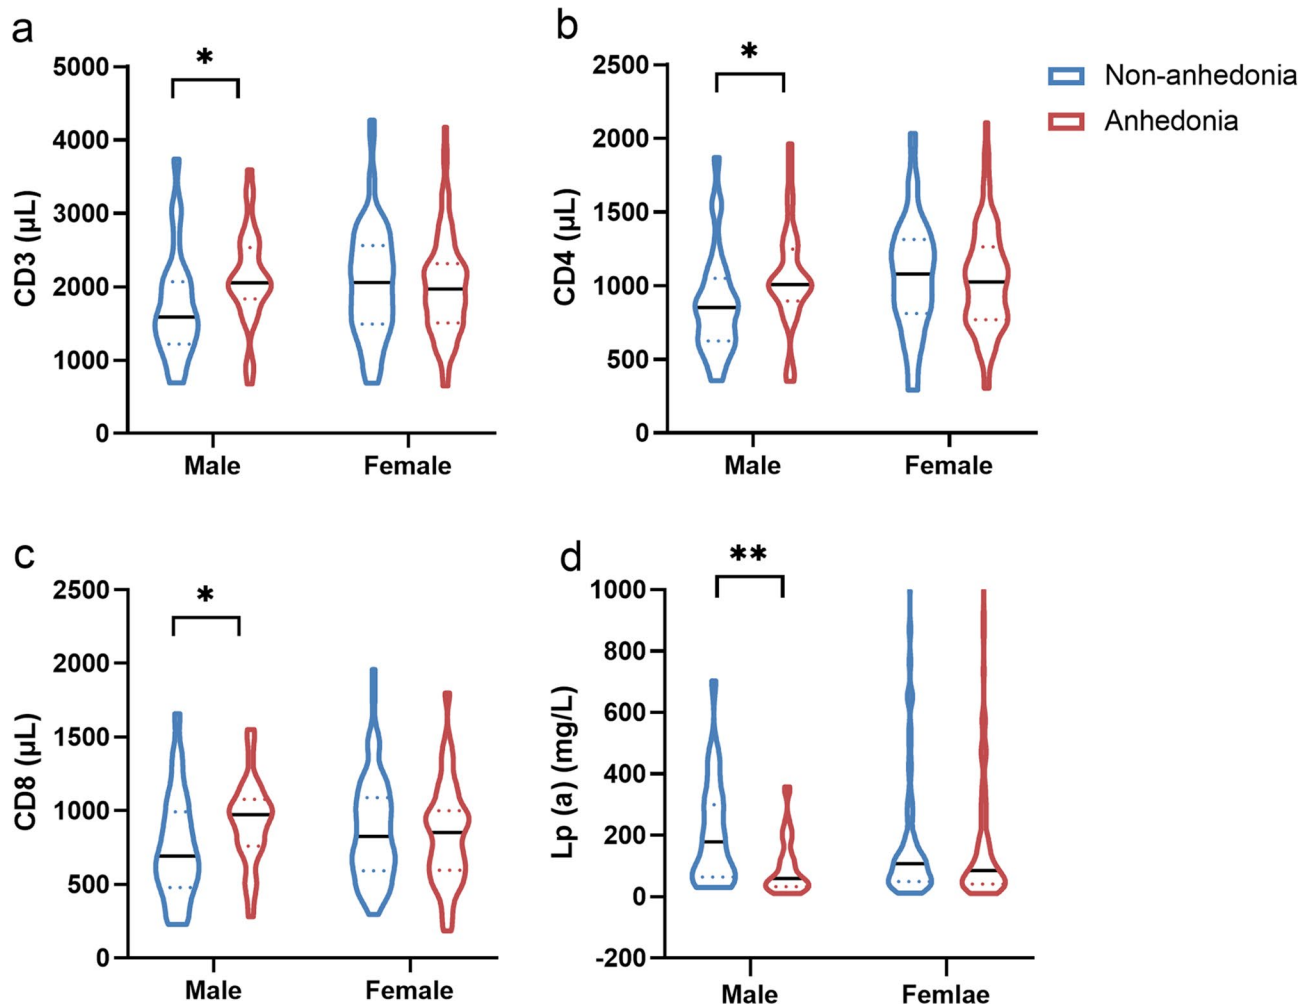 a
*
5000
4000
3000
2000
1000
0
CD3 (μL)
Male
Female
b
*
2500
2000
1500
1000
500
0
CD4 (μL)
Male
Female
Non-anhedonia
Anhedonia
c
*
2500
2000
1500
1000
500
0
CD8 (μL)
Male
Female
d
**
1000
800
600
400
200
0
-200
Lp (a) (mg/L)
Male
Femlae